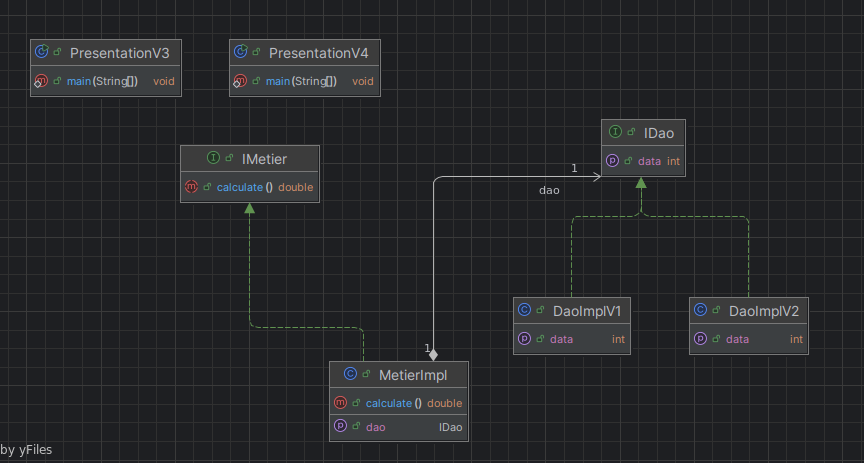 PresentationV3
main(String[]) void
PresentationV4
main(String[]) void
IDao
data int
IMetier
calculate() double
1
dao
DaoImplV1
data int
DaoImplV2
data int
1
MetierImpl
calculate() double
dao IDao
by yFiles